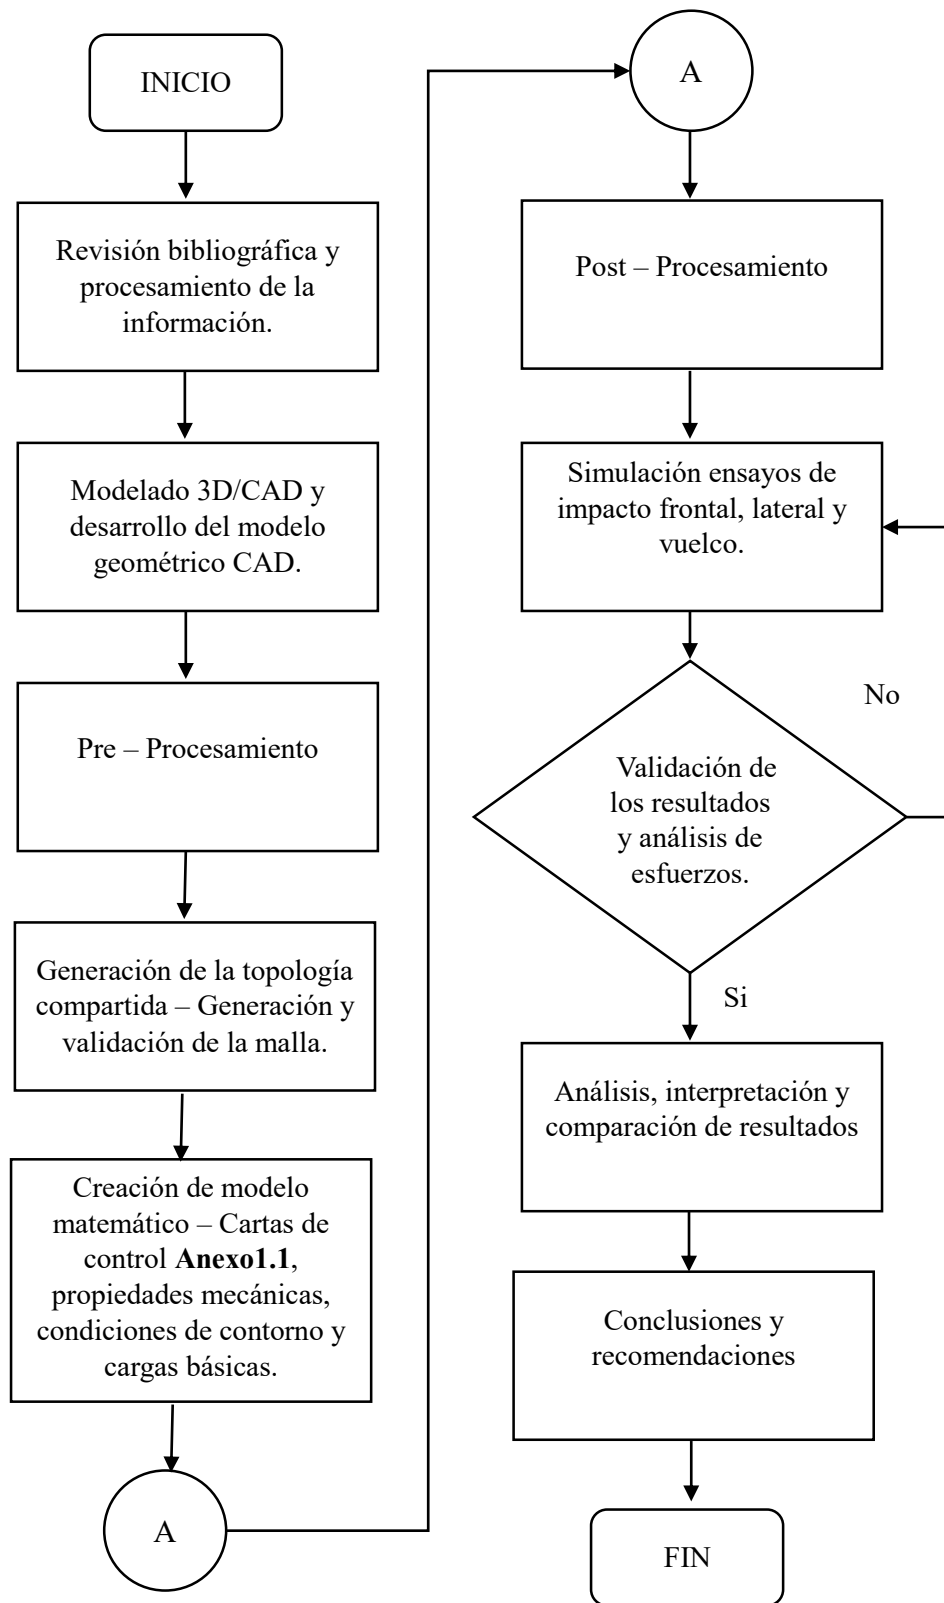 INICIO
Revisión bibliográfica y
procesamiento de la
información.
Modelado 3D/CAD y
desarrollo del modelo
geométrico CAD.
Pre – Procesamiento
Generación de la topología
compartida – Generación y
validación de la malla.
Creación de modelo
matemático – Cartas de
control Anexo1.1,
propiedades mecánicas,
condiciones de contorno y
cargas básicas.
A
A
Post – Procesamiento
Simulación ensayos de
impacto frontal, lateral y
vuelco.
No
Validación de
los resultados
y análisis de
esfuerzos.
Si
Análisis, interpretación y
comparación de resultados
Conclusiones y
recomendaciones
FIN